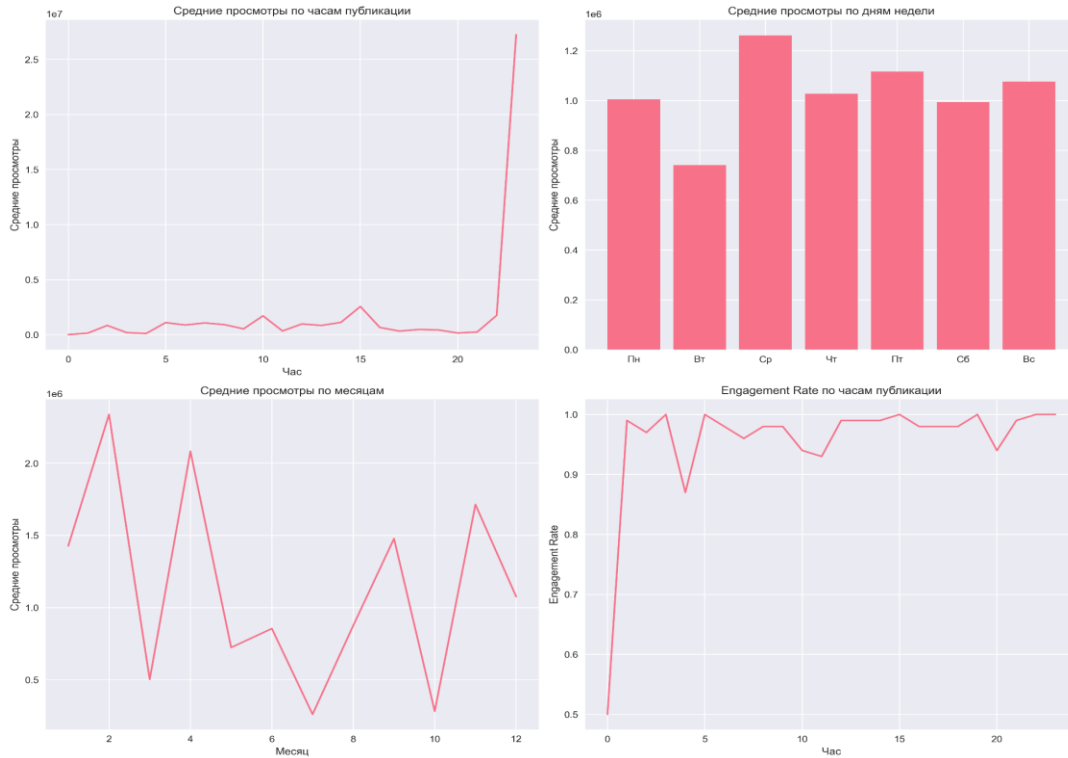 Средние просмотры по часам публикации
1e7
2.5
2.0
1.5
1.0
0.5
0.0
Средние просмотры
0 5 10 15 20
Час
Средние просмотры по дням недели
1e6
1.2
1.0
0.8
0.6
0.4
0.2
0.0
Средние просмотры
Пн Вт Ср Чт Пт Сб Вс
Средние просмотры по месяцам
1e6
2.0
1.5
1.0
0.5
Средние просмотры
2 4 6 8 10 12
Месяц
Engagement Rate по часам публикации
1.0
0.9
0.8
0.7
0.6
0.5
Engagement Rate
0 5 10 15 20
Час